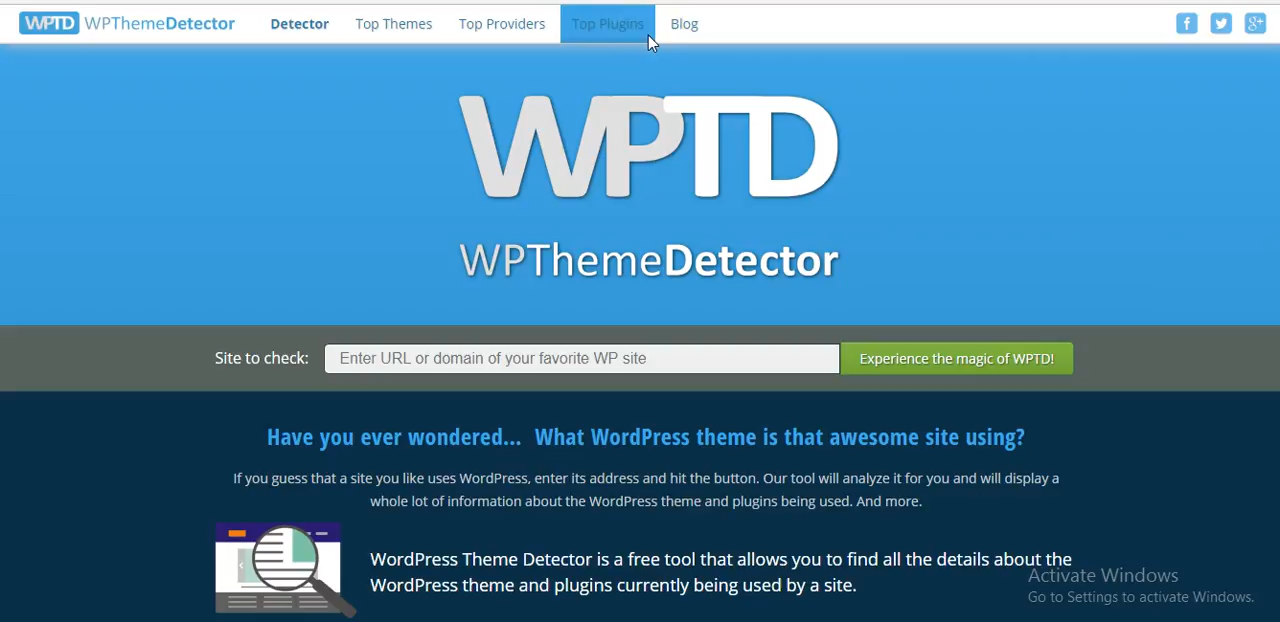 WPTD WPThemeDetector Detector Top Themes Top Providers Top Plugins Blog f g+
WPTD
WPThemeDetector
Site to check: Enter URL or domain of your favorite WP site Experience the magic of WPTD!
Have you ever wondered... What WordPress theme is that awesome site using?
If you guess that a site you like uses WordPress, enter its address and hit the button. Our tool will analyze it for you and will display a
whole lot of information about the WordPress theme and plugins being used. And more.
WordPress Theme Detector is a free tool that allows you to find all the details about the
WordPress theme and plugins currently being used by a site.
Activate Windows
Go to Settings to activate Windows.